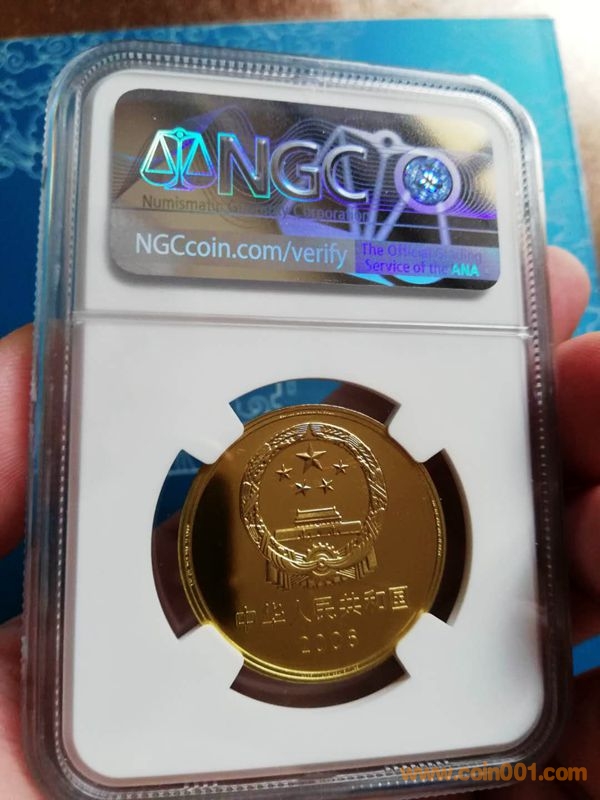 NGC
Numismatic Guaranty Corporation
NGCcoin.com/verify
The Official Grading
Service of the ANA
中华人民共和国
2006
www.coin001.com